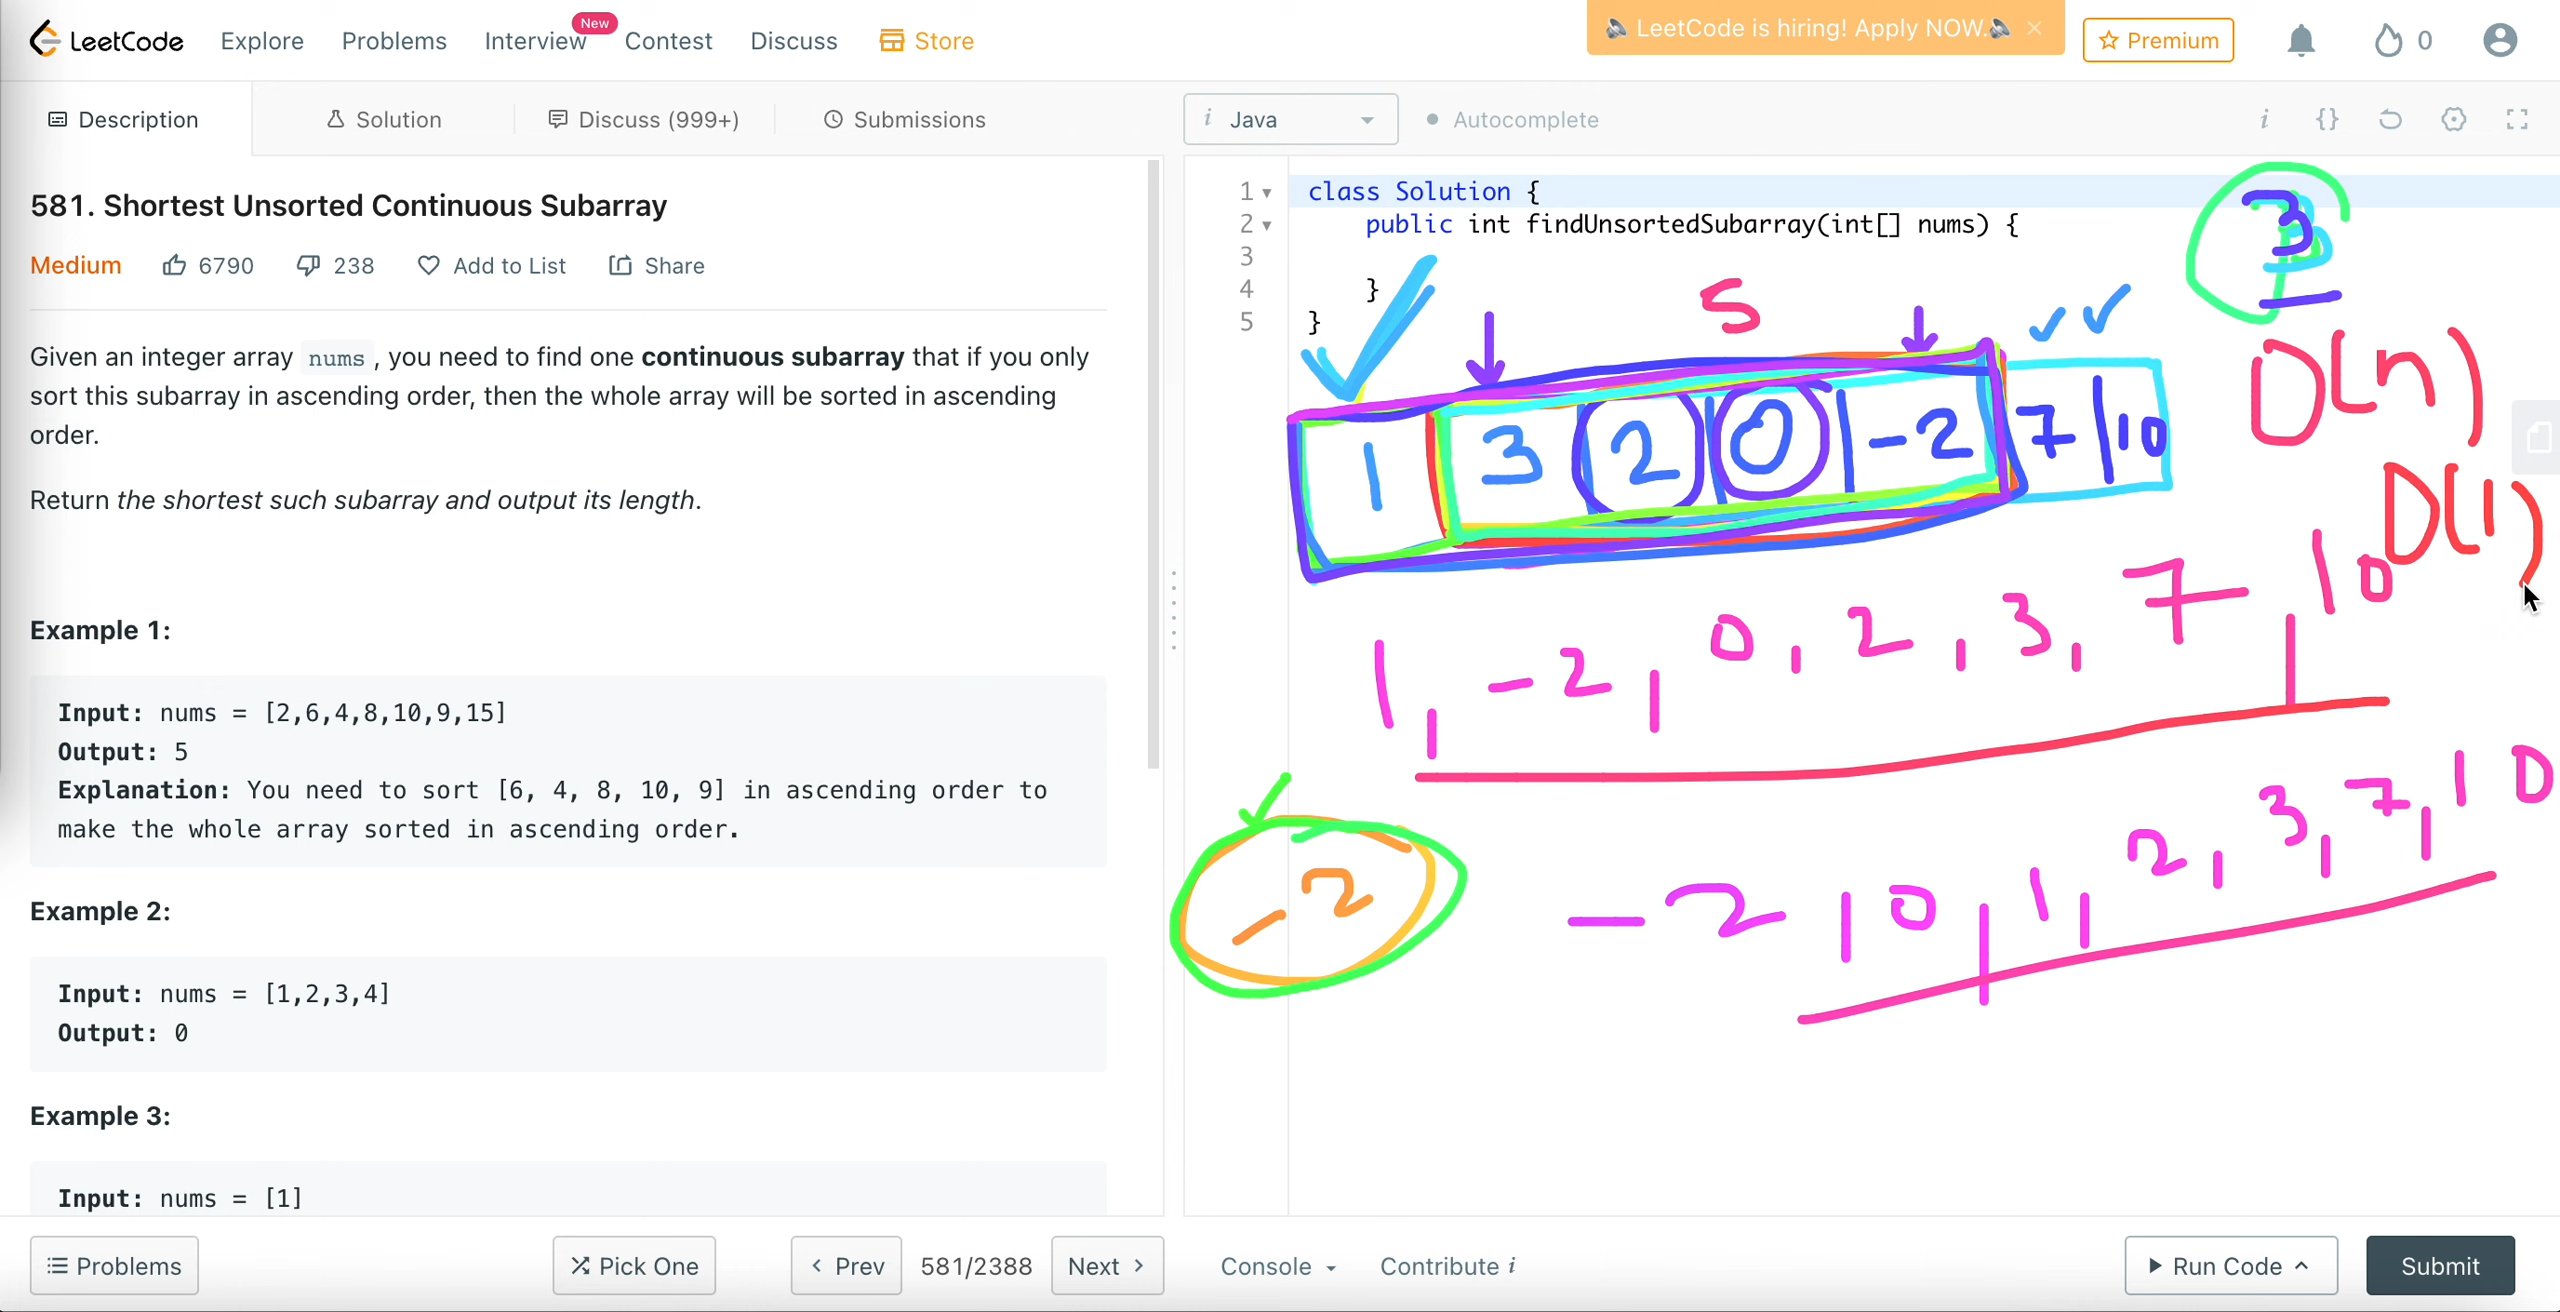 LeetCode Explore Problems Interview New Contest Discuss Store
LeetCode is hiring! Apply NOW.
Premium 0
Description Solution Discuss (999+) Submissions
i Java Autocomplete i {}
581. Shortest Unsorted Continuous Subarray
Medium 6790 238 Add to List Share
Given an integer array nums , you need to find one continuous subarray that if you only
sort this subarray in ascending order, then the whole array will be sorted in ascending
order.
Return the shortest such subarray and output its length.
Example 1:
Input: nums = [2,6,4,8,10,9,15]
Output: 5
Explanation: You need to sort [6, 4, 8, 10, 9] in ascending order to
make the whole array sorted in ascending order.
Example 2:
Input: nums = [1,2,3,4]
Output: 0
Example 3:
Input: nums = [1]
1 class Solution {
2 public int findUnsortedSubarray(int[] nums) {
3
4 }
5 }
3
5
O(n)
1 3 2 0 -2 7 10
O(1)
1, -2, 0, 2, 3, 7, 10
-2, 0, 1, 2, 3, 7, 10
-2
Problems Pick One Prev 581/2388 Next Console Contribute i Run Code Submit